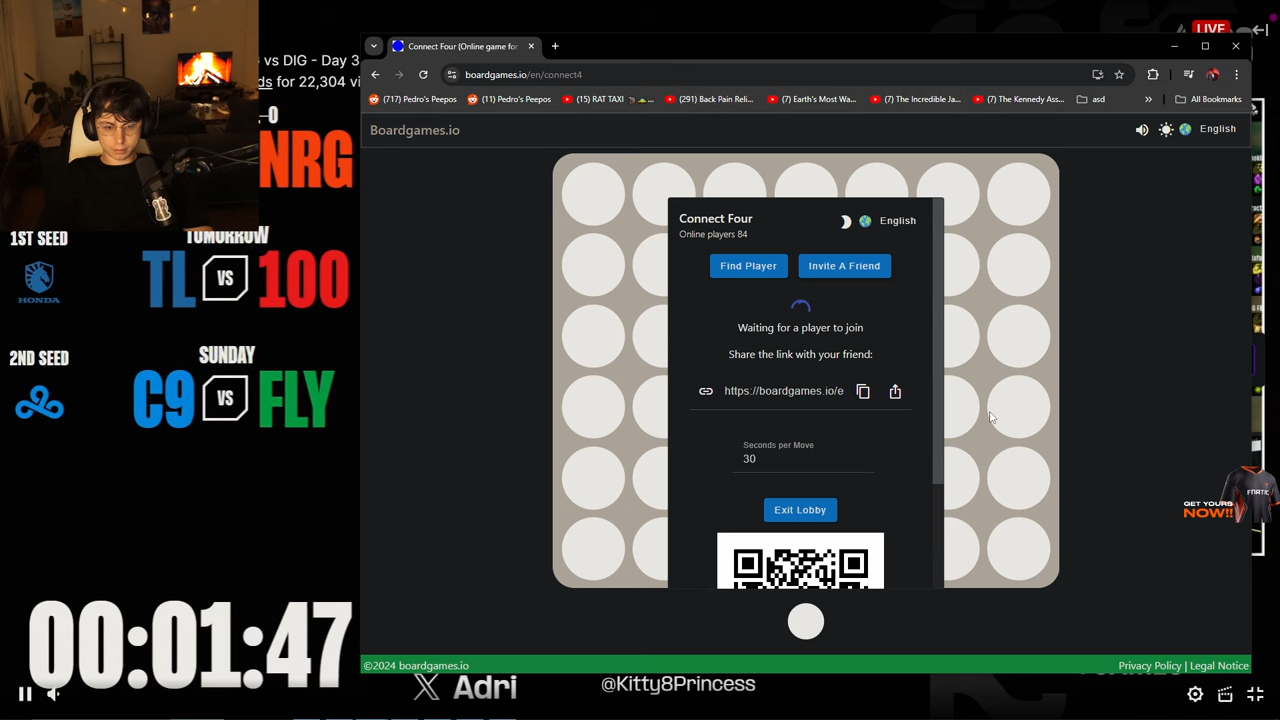 LIVE
Connect Four (Online game for
boardgames.io/en/connect4
(717) Pedro's Peepos
(11) Pedro's Peepos
(15) RAT TAXI
(291) Back Pain Reli...
(7) Earth's Most Wa...
(7) The Incredible Ja...
(7) The Kennedy Ass...
asd
»
All Bookmarks
vs DIG - Day 3
for 22,304 vi
NRG
Boardgames.io
English
Connect Four
Online players 84
English
Find Player
Invite A Friend
Waiting for a player to join
Share the link with your friend:
https://boardgames.io/e
Seconds per Move
30
Exit Lobby
1ST SEED
HONDA
TOMORROW
TL VS 100
2ND SEED
SUNDAY
C9 VS FLY
FNATIC
GET YOURS
NOW!!
00:01:47
©2024 boardgames.io
Privacy Policy | Legal Notice
X Adri
@Kitty8Princess